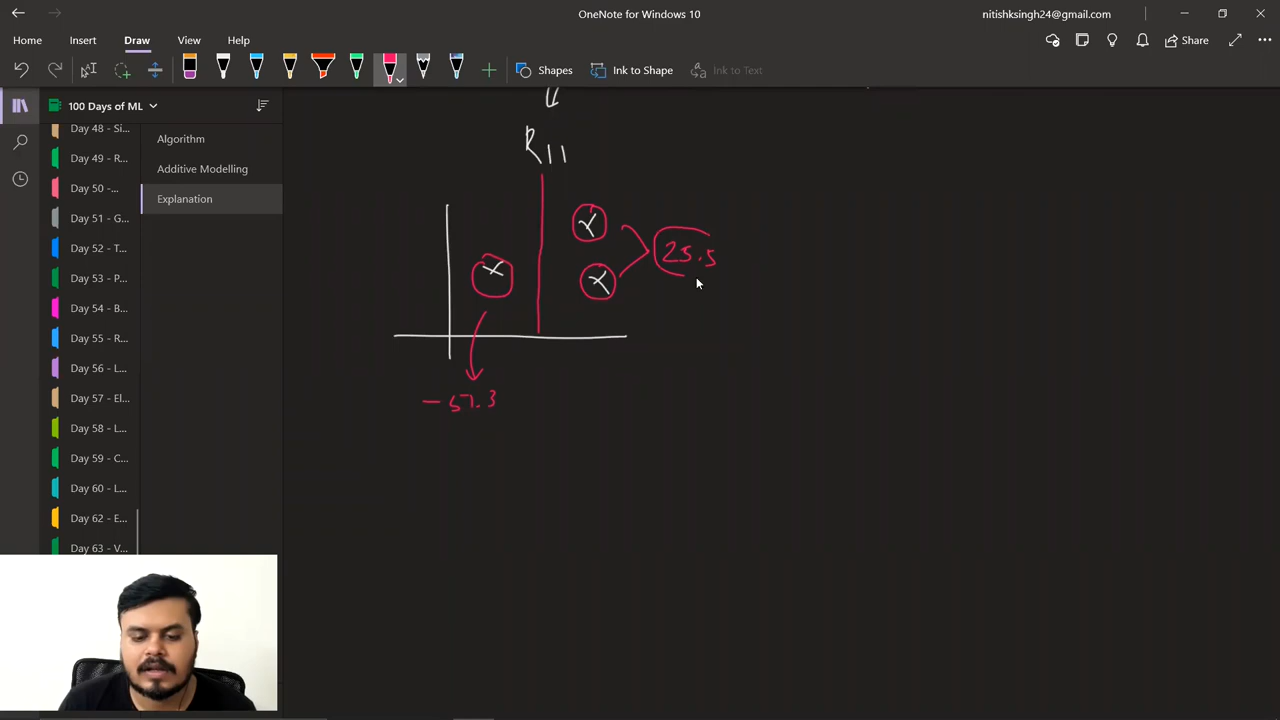 OneNote for Windows 10
nitishksingh24@gmail.com
Home Insert Draw View Help
Shapes Ink to Shape Ink to Text Share
100 Days of ML
Day 48 - Si...
Day 49 - R...
Day 50 -...
Day 51 - G...
Day 52 - T...
Day 53 - P...
Day 54 - B...
Day 55 - R...
Day 56 - L...
Day 57 - El...
Day 58 - L...
Day 59 - C...
Day 60 - L...
Day 62 - E...
Day 63 - V...
Algorithm
Additive Modelling
Explanation
R11
25.5
-57.3